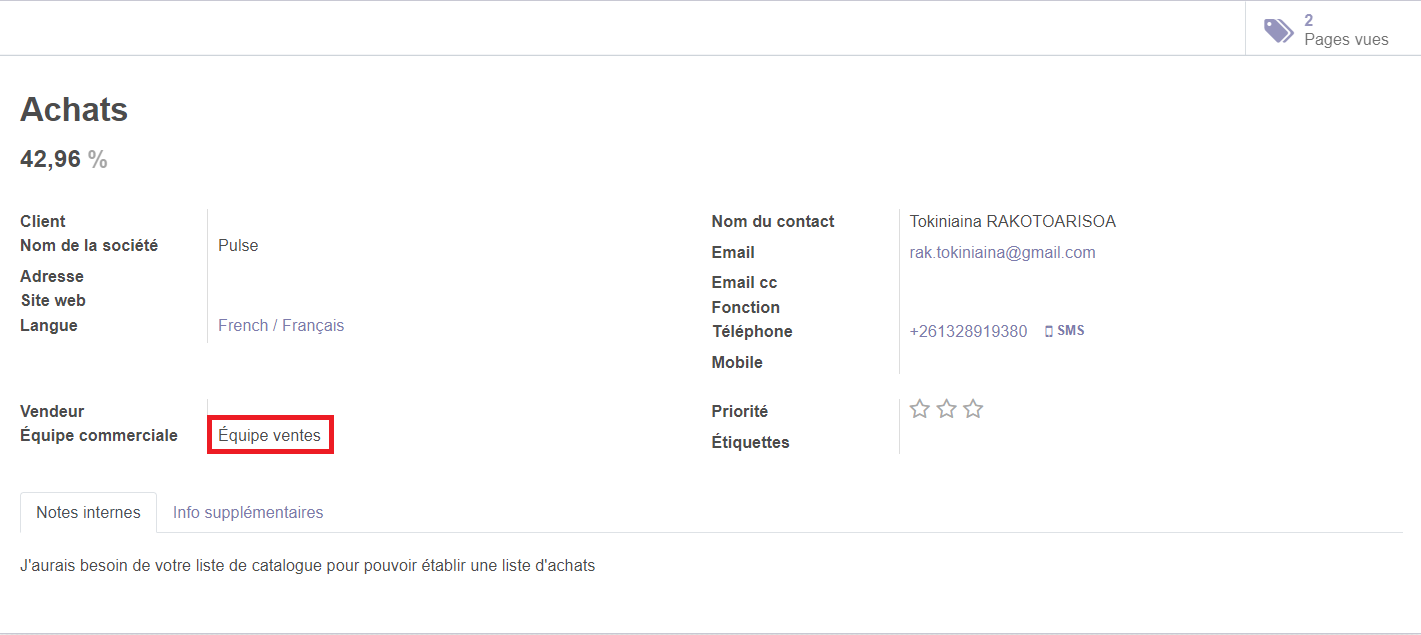 2
Pages vues
Achats
42,96 %
Client
Nom de la société Pulse
Adresse
Site web
Langue French / Français
Nom du contact Tokiniaina RAKOTOARISOA
Email rak.tokiniaina@gmail.com
Email cc
Fonction
Téléphone +261328919380 SMS
Mobile
Vendeur
Équipe commerciale Équipe ventes
Priorité
Étiquettes
Notes internes Info supplémentaires
J'aurais besoin de votre liste de catalogue pour pouvoir établir une liste d'achats